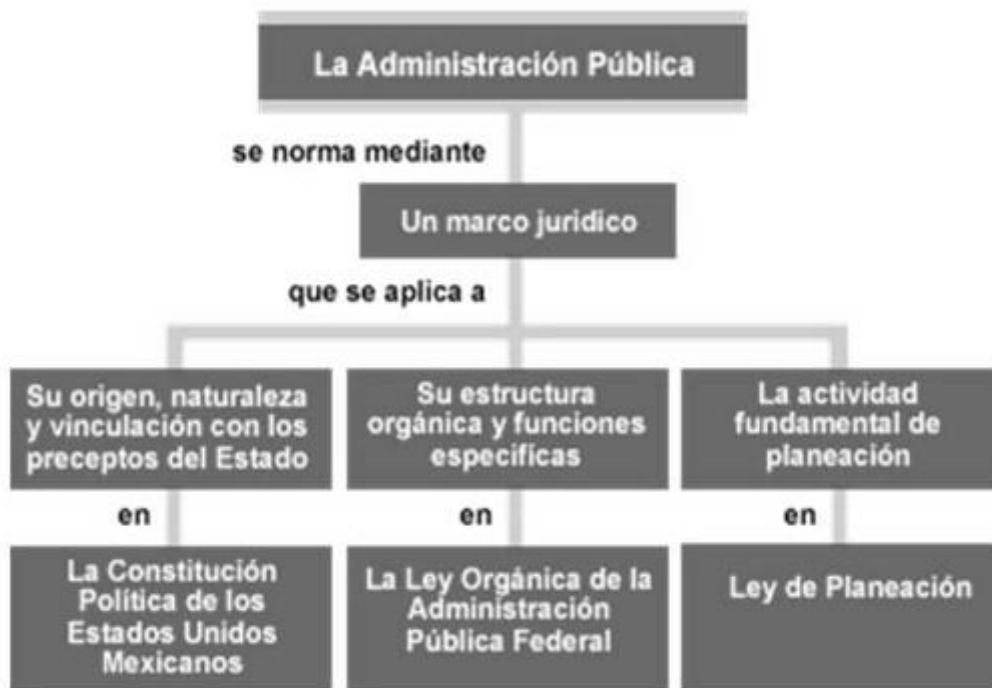 La Administración Pública
se norma mediante
Un marco juridico
que se aplica a
Su origen, naturaleza
y vinculación con los
preceptos del Estado
Su estructura
orgánica y funciones
especifícas
La actividad
fundamental de
planeación
en
en
en
La Constitución
Política de los
Estados Unidos
Mexicanos
La Ley Orgánica de la
Administración
Pública Federal
Ley de Planeación